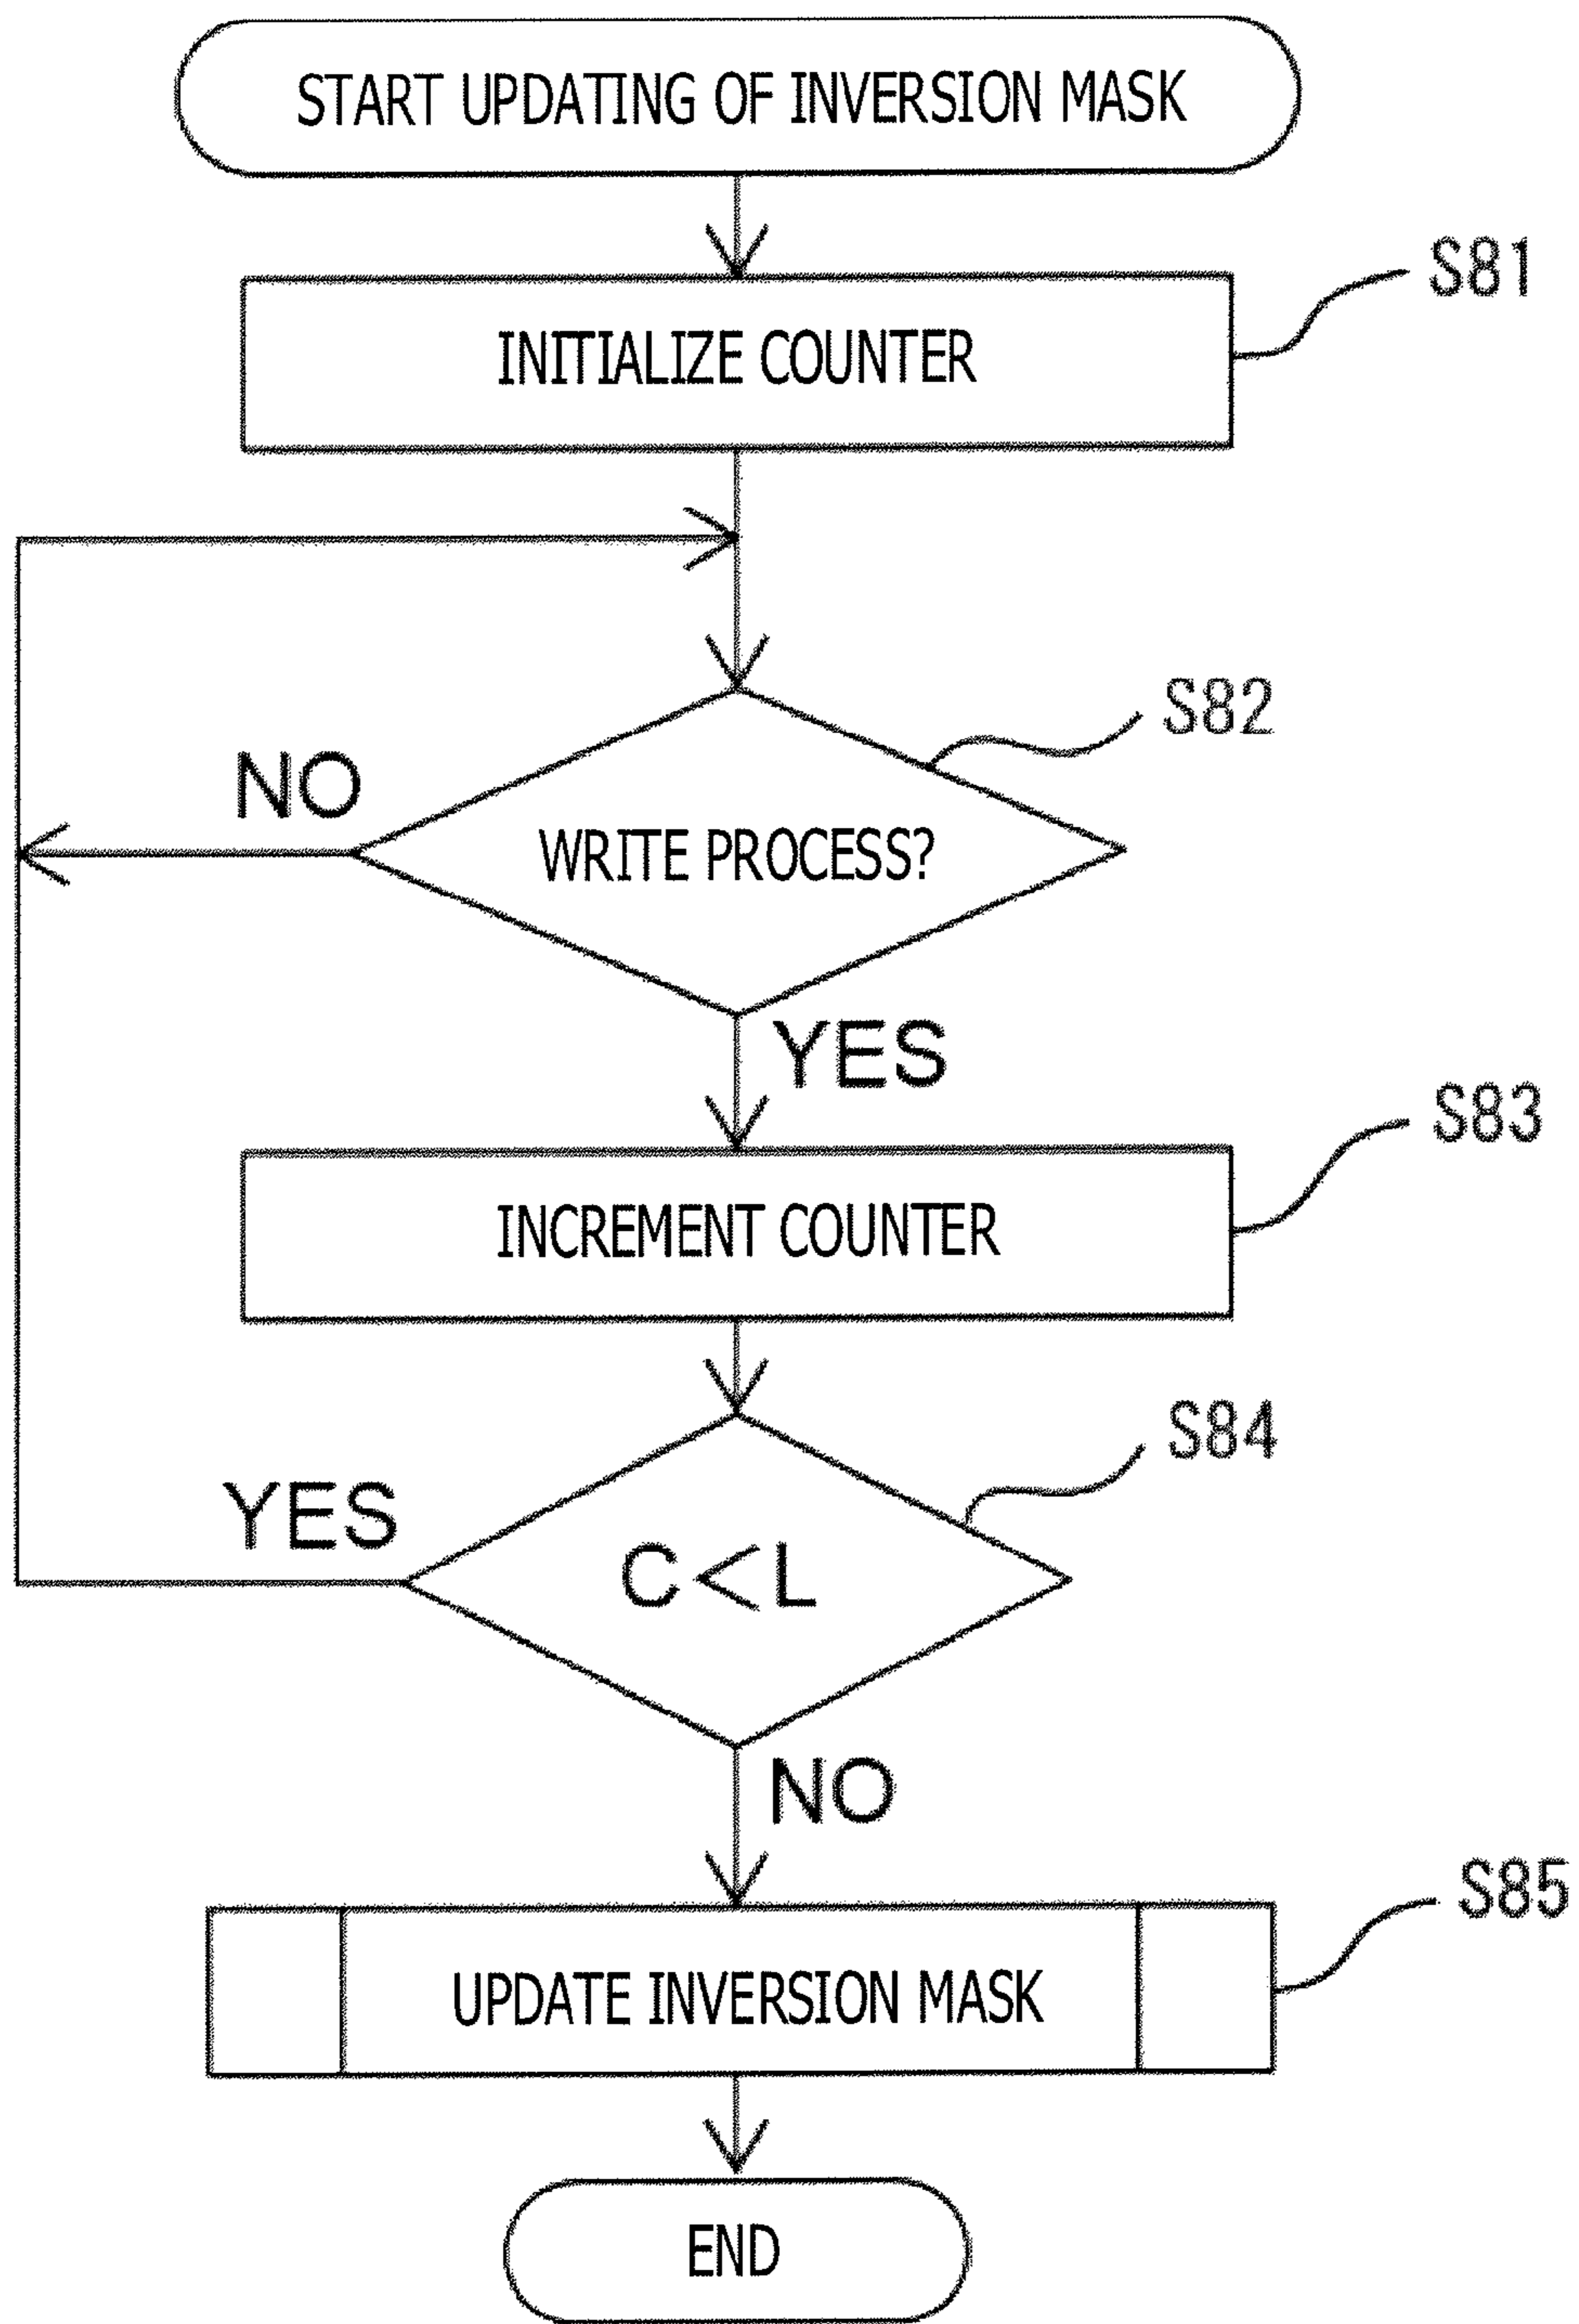 START UPDATING OF INVERSION MASK
S81
INITIALIZE COUNTER
S82
NO
WRITE PROCESS?
YES
S83
INCREMENT COUNTER
S84
YES
C<L
NO
S85
UPDATE INVERSION MASK
END